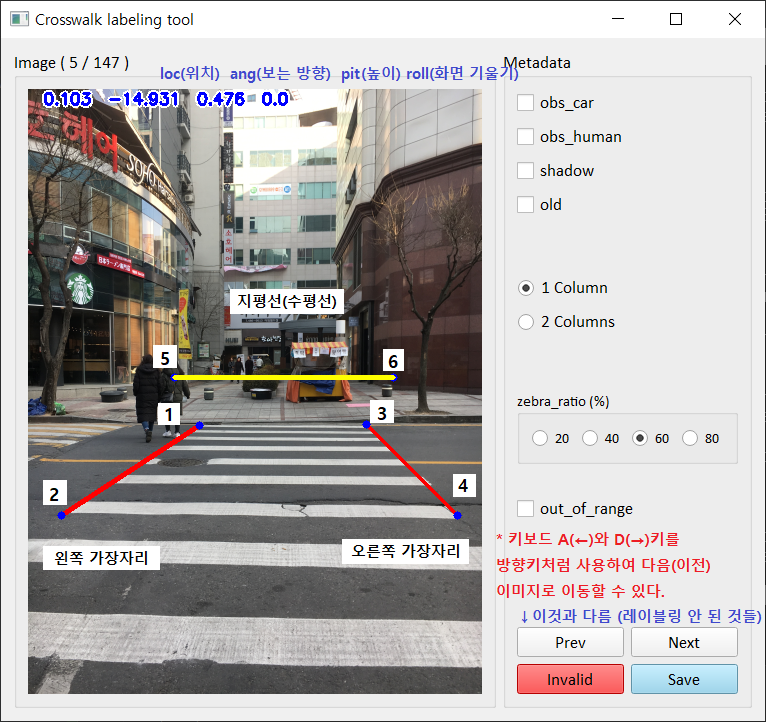 Crosswalk labeling tool
Image ( 5 / 147 )
loc(위치) ang(보는 방향) pit(높이) roll(화면 기울기)
Metadata
0.103 -14.931 0.476 0.0
obs_car
obs_human
shadow
old
SOHO
STARBUCKS
지평선(수평선)
1 Column
2 Columns
5
6
1
3
zebra_ratio (%)
20 40 60 80
2
4
out_of_range
왼쪽 가장자리
오른쪽 가장자리
* 키보드 A(←)와 D(→)키를
방향키처럼 사용하여 다음(이전)
이미지로 이동할 수 있다.
↓이것과 다름 (레이블링 안 된 것들)
Prev Next
Invalid Save